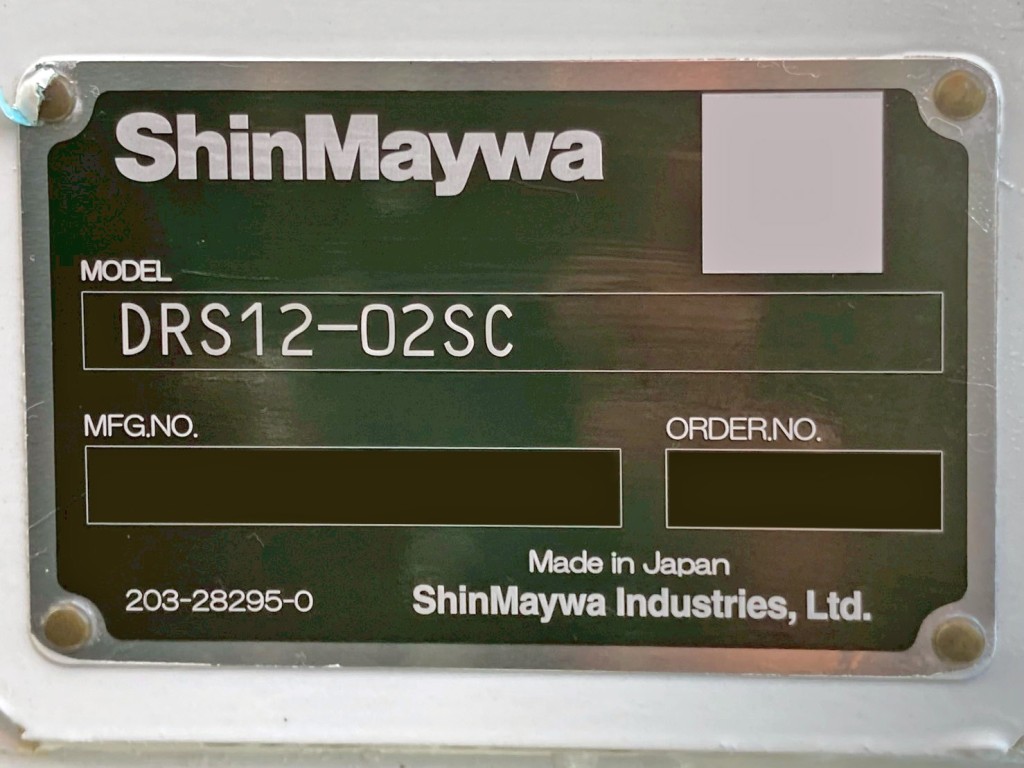 ShinMaywa
MODEL
DRS12-02SC
MFG.NO.
ORDER.NO.
Made in Japan
203-28295-0
ShinMaywa Industries, Ltd.